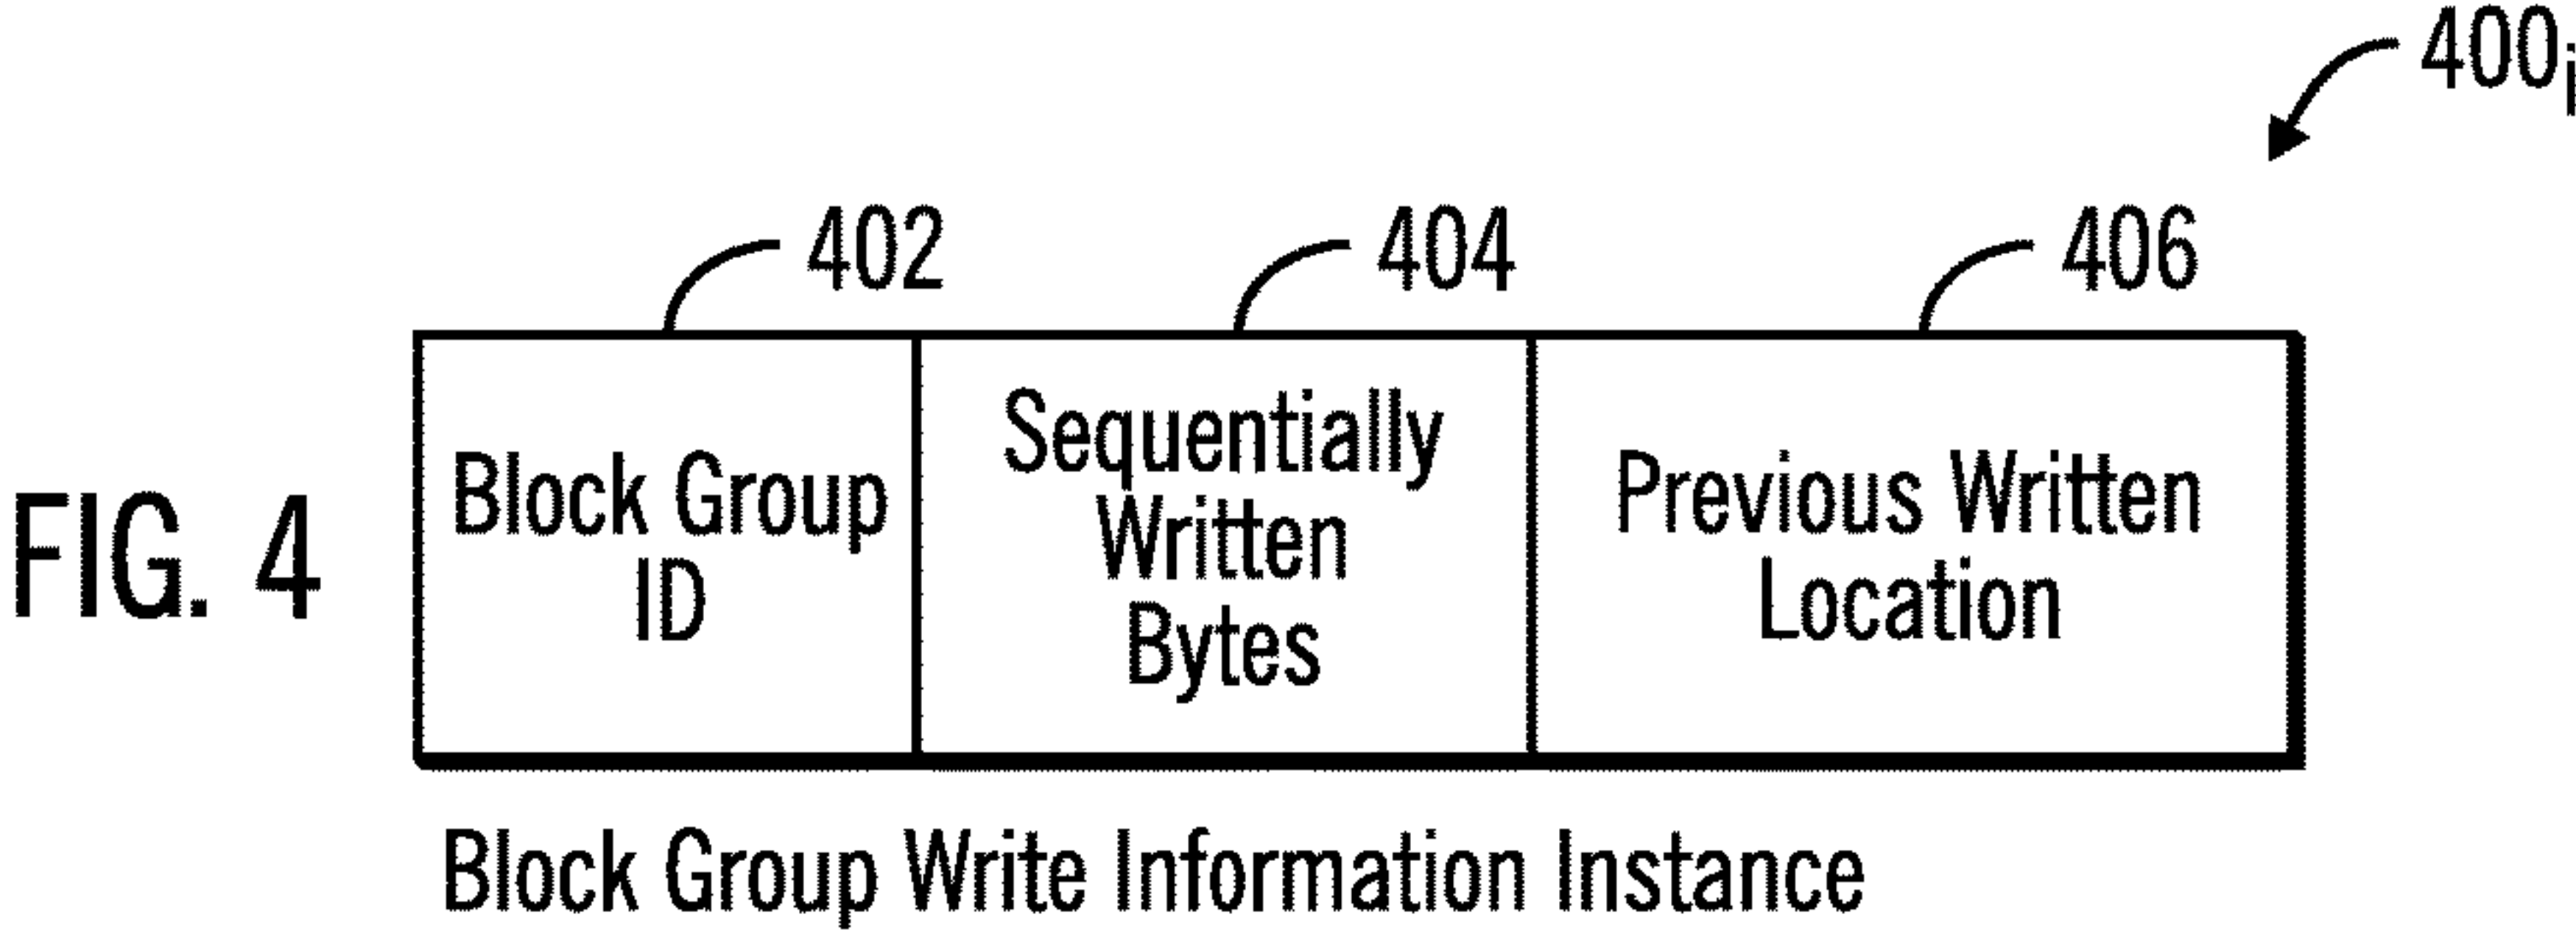 400i
402 404 406
Block Group
ID
Sequentially
Written
Bytes
Previous Written
Location
FIG. 4
Block Group Write Information Instance